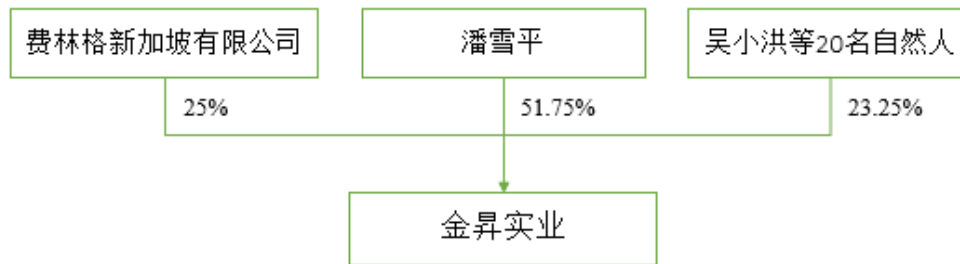 费林格新加坡有限公司
潘雪平
吴小洪等20名自然人
25%
51.75%
23.25%
金昇实业